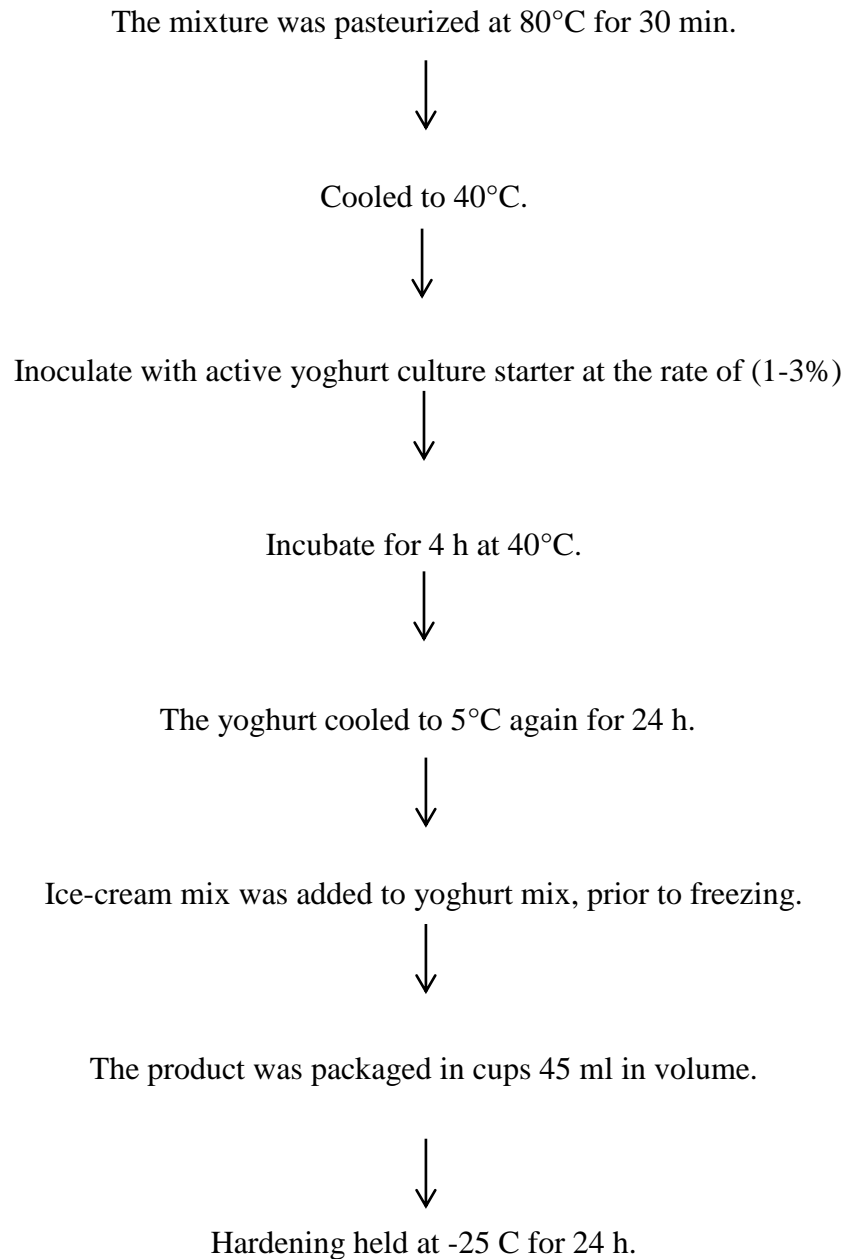 The mixture was pasteurized at 80°C for 30 min.
Cooled to 40°C.
Inoculate with active yoghurt culture starter at the rate of (1-3%)
Incubate for 4 h at 40°C.
The yoghurt cooled to 5°C again for 24 h.
Ice-cream mix was added to yoghurt mix, prior to freezing.
The product was packaged in cups 45 ml in volume.
Hardening held at -25 C for 24 h.